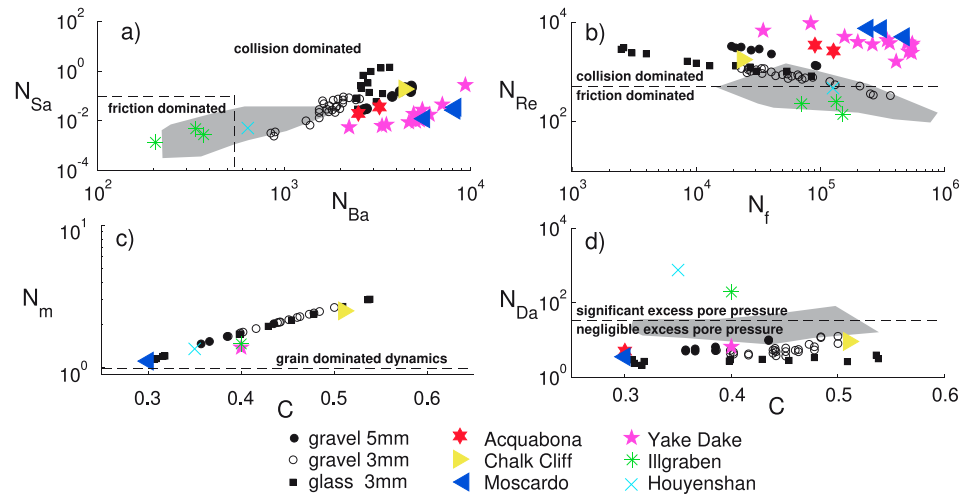 a)
collision dominated
friction dominated
N_Sa
10^2
10^0
10^-2
10^-4
10^2
10^3
10^4
N_Ba
b)
collision dominated
friction dominated
N_Re
10^4
10^2
10^3
10^4
10^5
10^6
N_f
c)
grain dominated dynamics
N_m
10^1
10^0
0.3
0.4
0.5
0.6
C
d)
significant excess pore pressure
negligible excess pore pressure
N_Da
10^4
10^2
10^0
0.3
0.4
0.5
0.6
C
gravel 5mm
Acquabona
Yake Dake
gravel 3mm
Chalk Cliff
Illgraben
glass 3mm
Moscardo
Houyenshan